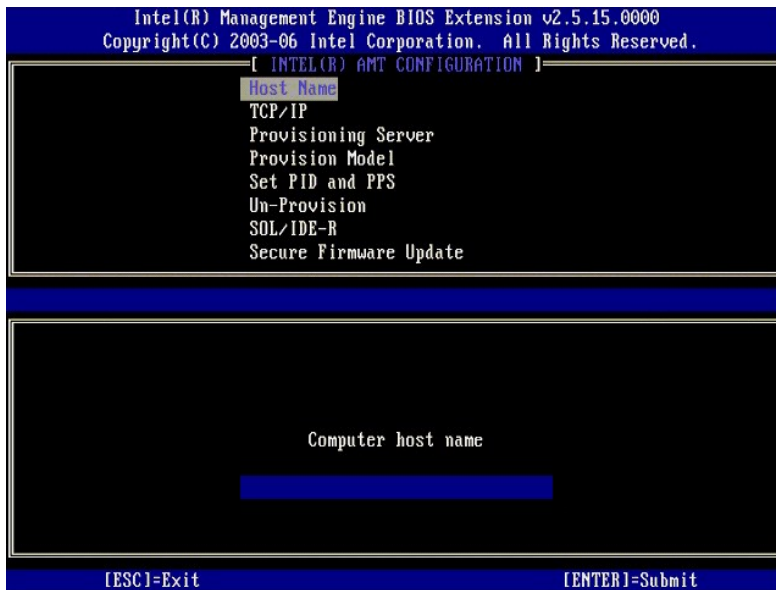 Intel(R) Management Engine BIOS Extension v2.5.15.0000
Copyright(C) 2003-06 Intel Corporation. All Rights Reserved.
[ INTEL(R) AMT CONFIGURATION ]
Host Name
TCP/IP
Provisioning Server
Provision Model
Set PID and PPS
Un-Provision
SOL/IDE-R
Secure Firmware Update
Computer host name
[ESC]=Exit [ENTER]=Submit